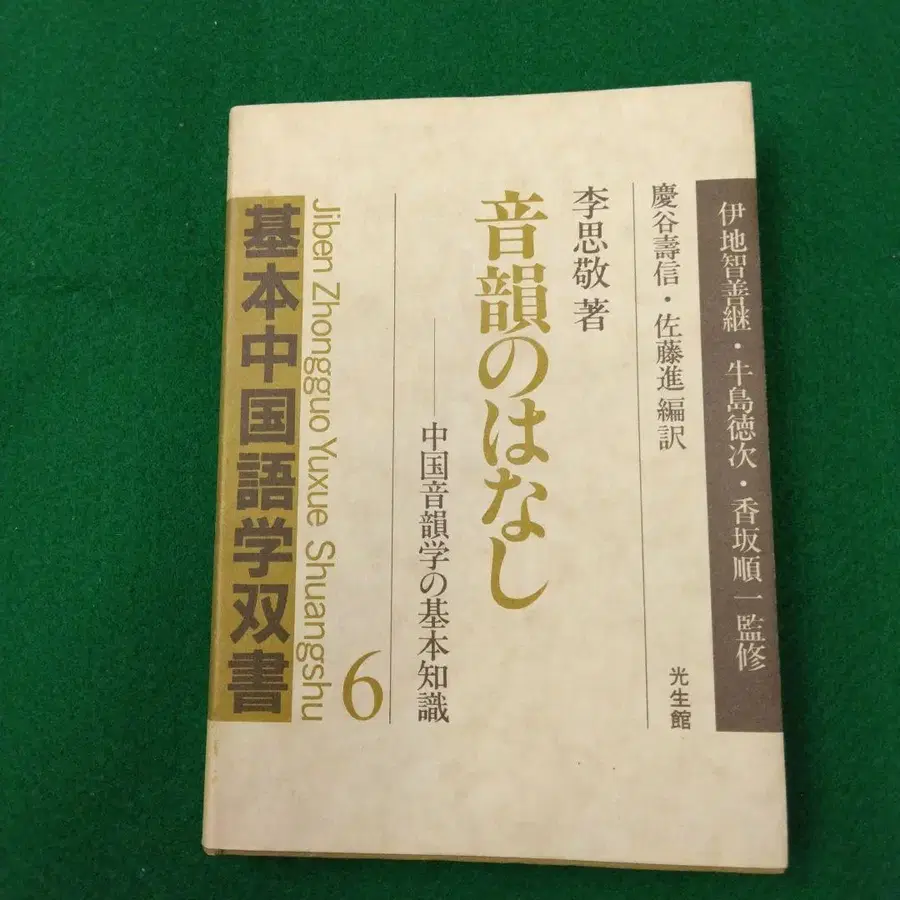 伊地智善継・牛島徳次・香坂順一 監修
慶谷壽信・佐藤進 編訳
光生館
李思敬 著
音韻のはなし
──中国音韻学の基本知識
6
Jiben Zhongguo Yuxue Shuangshu
基本中国語学双書